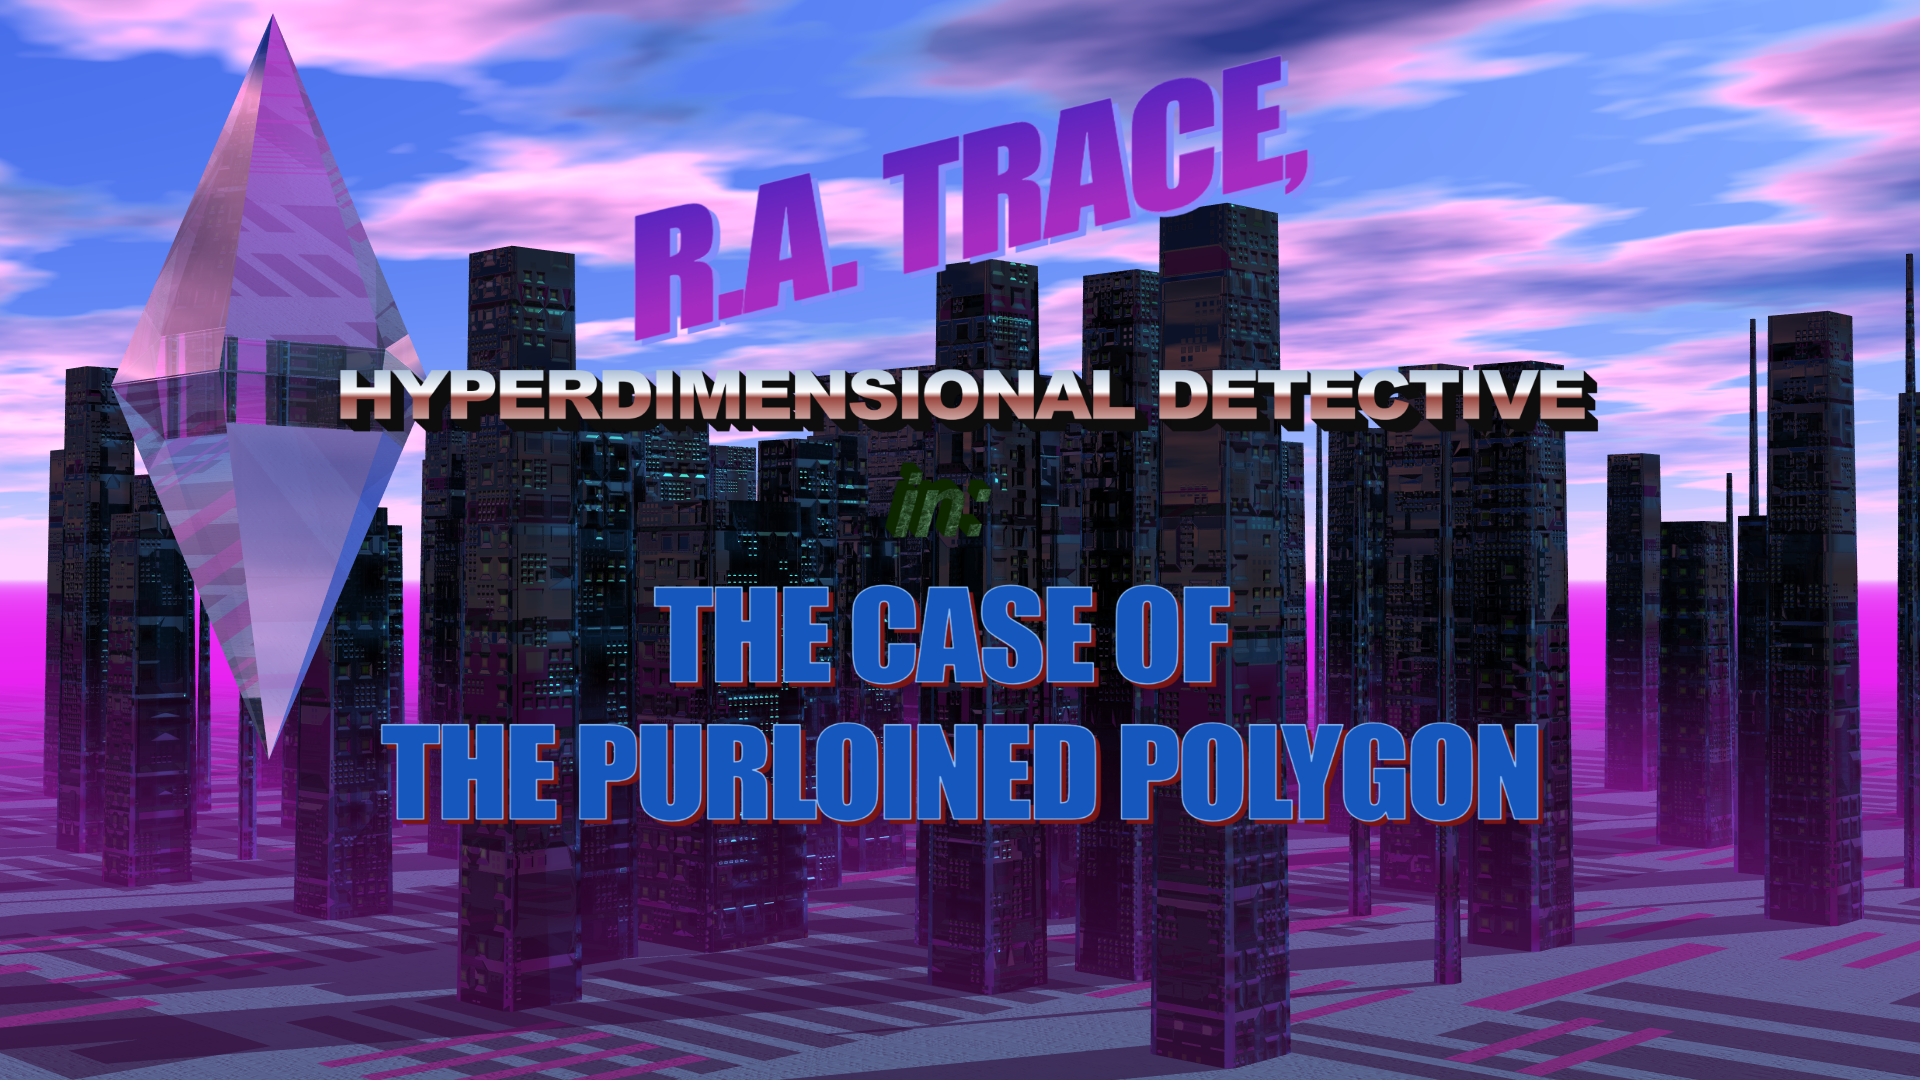 R.A. TRACE,
HYPERDIMENSIONAL DETECTIVE
in:
THE CASE OF
THE PURLOINED POLYGON